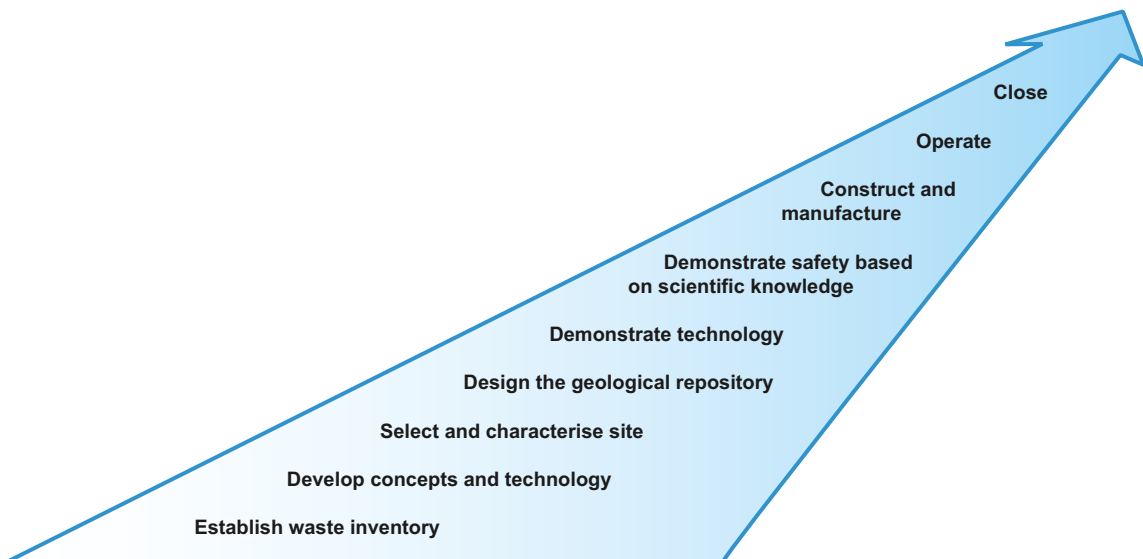 Close
Operate
Construct and
manufacture
Demonstrate safety based
on scientific knowledge
Demonstrate technology
Design the geological repository
Select and characterise site
Develop concepts and technology
Establish waste inventory